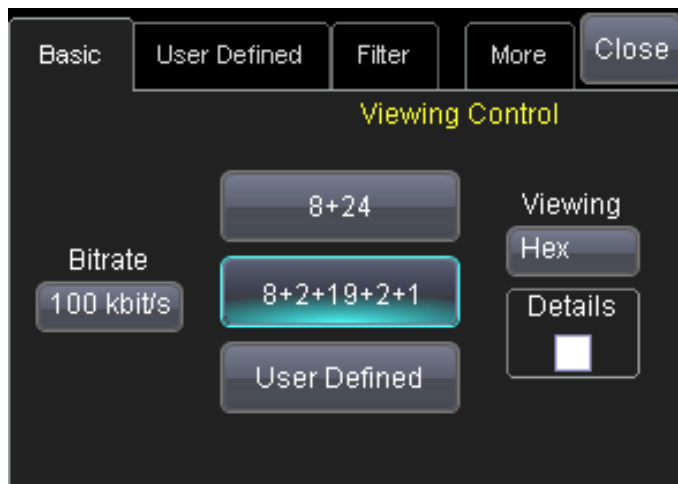 Basic
User Defined
Filter
More
Close
Viewing Control
8+24
Viewing
Hex
Bitrate
100 kbit/s
8+2+19+2+1
Details
User Defined